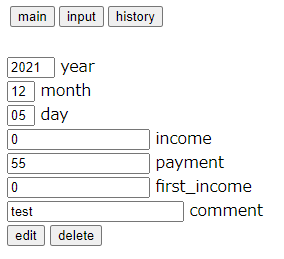 main input history
2021 year
12 month
05 day
0 income
55 payment
0 first_income
test comment
edit delete